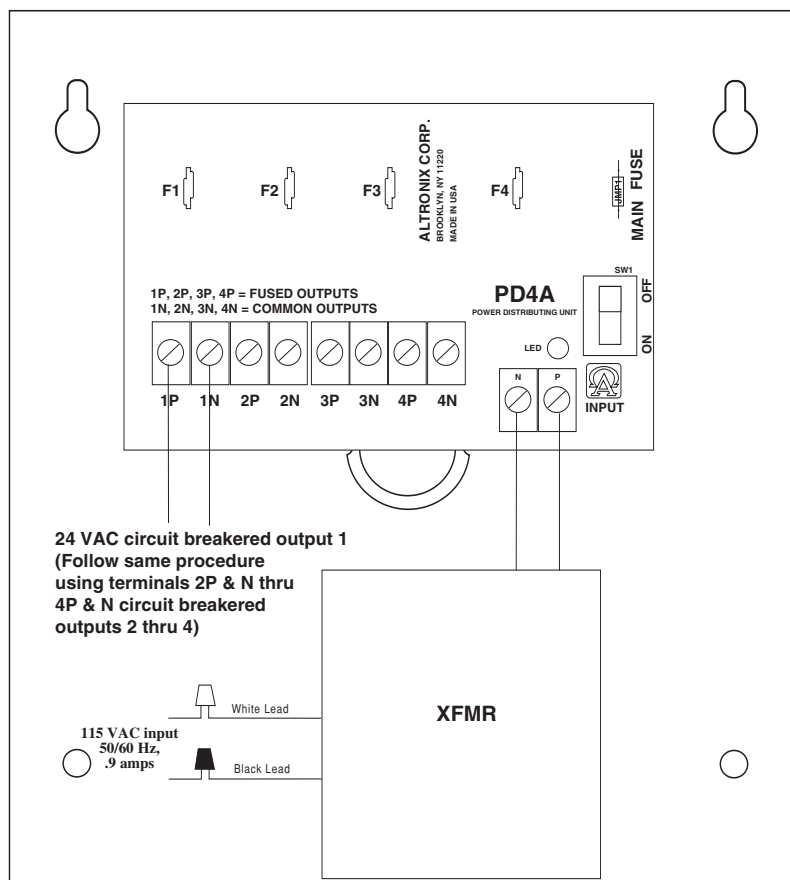 F1
F2
F3
ALTRONIX CORP.
BROOKLYN, NY 11220
MADE IN USA
F4
JMP1
MAIN FUSE
1P, 2P, 3P, 4P = FUSED OUTPUTS
1N, 2N, 3N, 4N = COMMON OUTPUTS
PD4A
POWER DISTRIBUTING UNIT
SW1
OFF
ON
LED
1P
1N
2P
2N
3P
3N
4P
4N
N
P
INPUT
24 VAC circuit breakered output 1
(Follow same procedure
using terminals 2P & N thru
4P & N circuit breakered
outputs 2 thru 4)
White Lead
115 VAC input
50/60 Hz,
.9 amps
Black Lead
XFMR